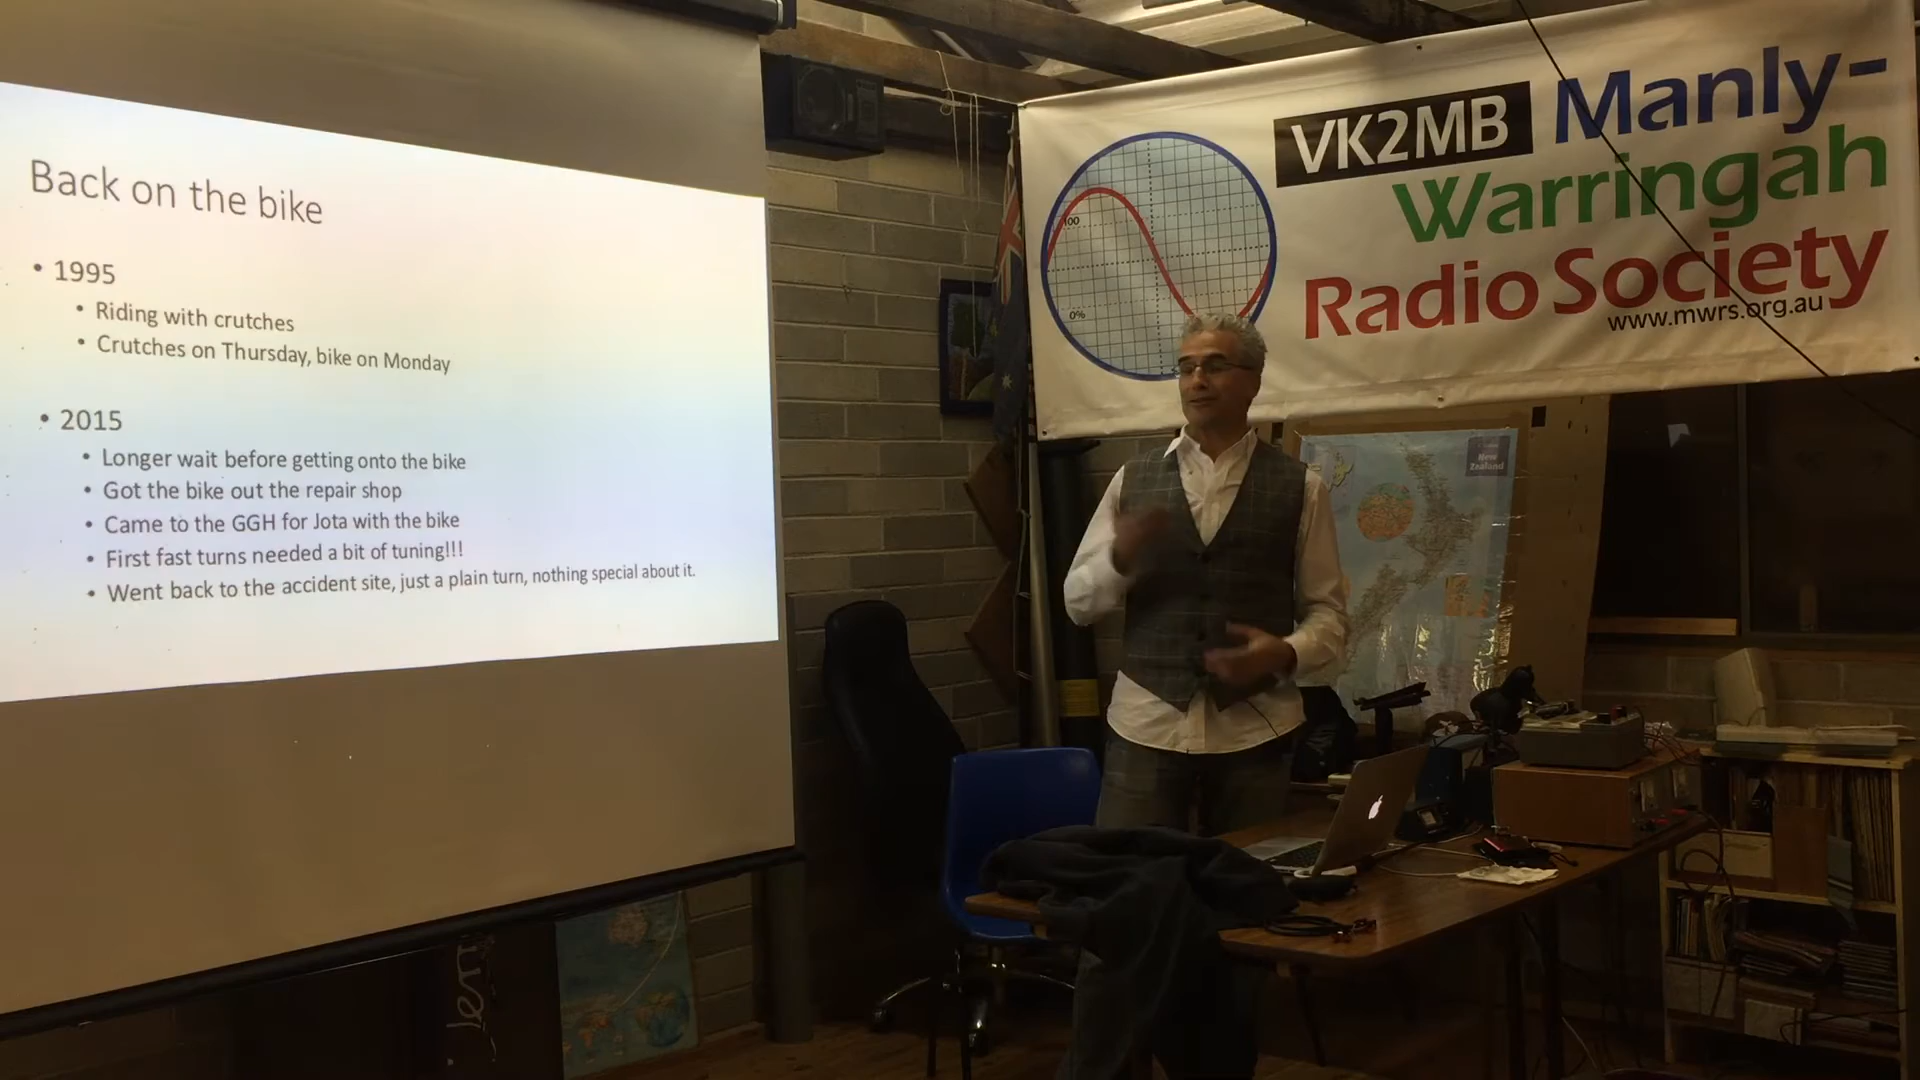 Back on the bike
• 1995
• Riding with crutches
• Crutches on Thursday, bike on Monday
• 2015
• Longer wait before getting onto the bike
• Got the bike out the repair shop
• Came to the GGH for Jota with the bike
• First fast turns needed a bit of tuning!!!
• Went back to the accident site, just a plain turn, nothing special about it.
VK2MB Manly-
Warringah
Radio Society
www.mwrs.org.au
100
0%
New
Zealand